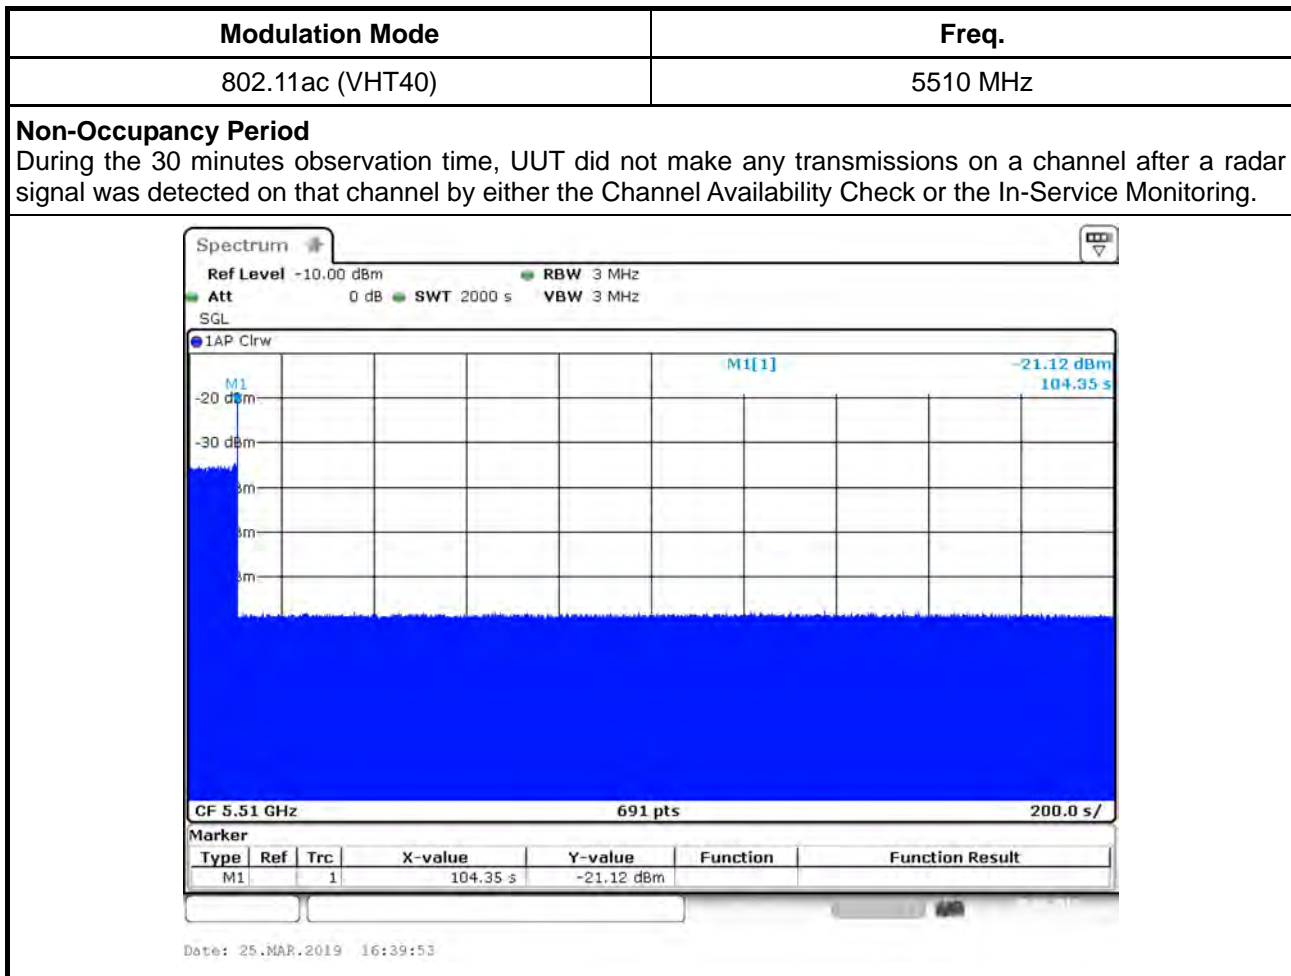 Modulation Mode Freq.
802.11ac (VHT40) 5510 MHz
Non-Occupancy Period
During the 30 minutes observation time, UUT did not make any transmissions on a channel after a radar
signal was detected on that channel by either the Channel Availability Check or the In-Service Monitoring.
Spectrum
Ref Level -10.00 dBm RBW 3 MHz
Att 0 dB SWT 2000 s VBW 3 MHz
SGL
1AP Clrw
M1[1] -21.12 dBm
M1 104.35 s
-20 dBm
-30 dBm
CF 5.51 GHz 691 pts 200.0 s/
Marker
Type Ref Trc X-value Y-value Function Function Result
M1 1 104.35 s -21.12 dBm
Date: 25.MAR.2019 16:39:53